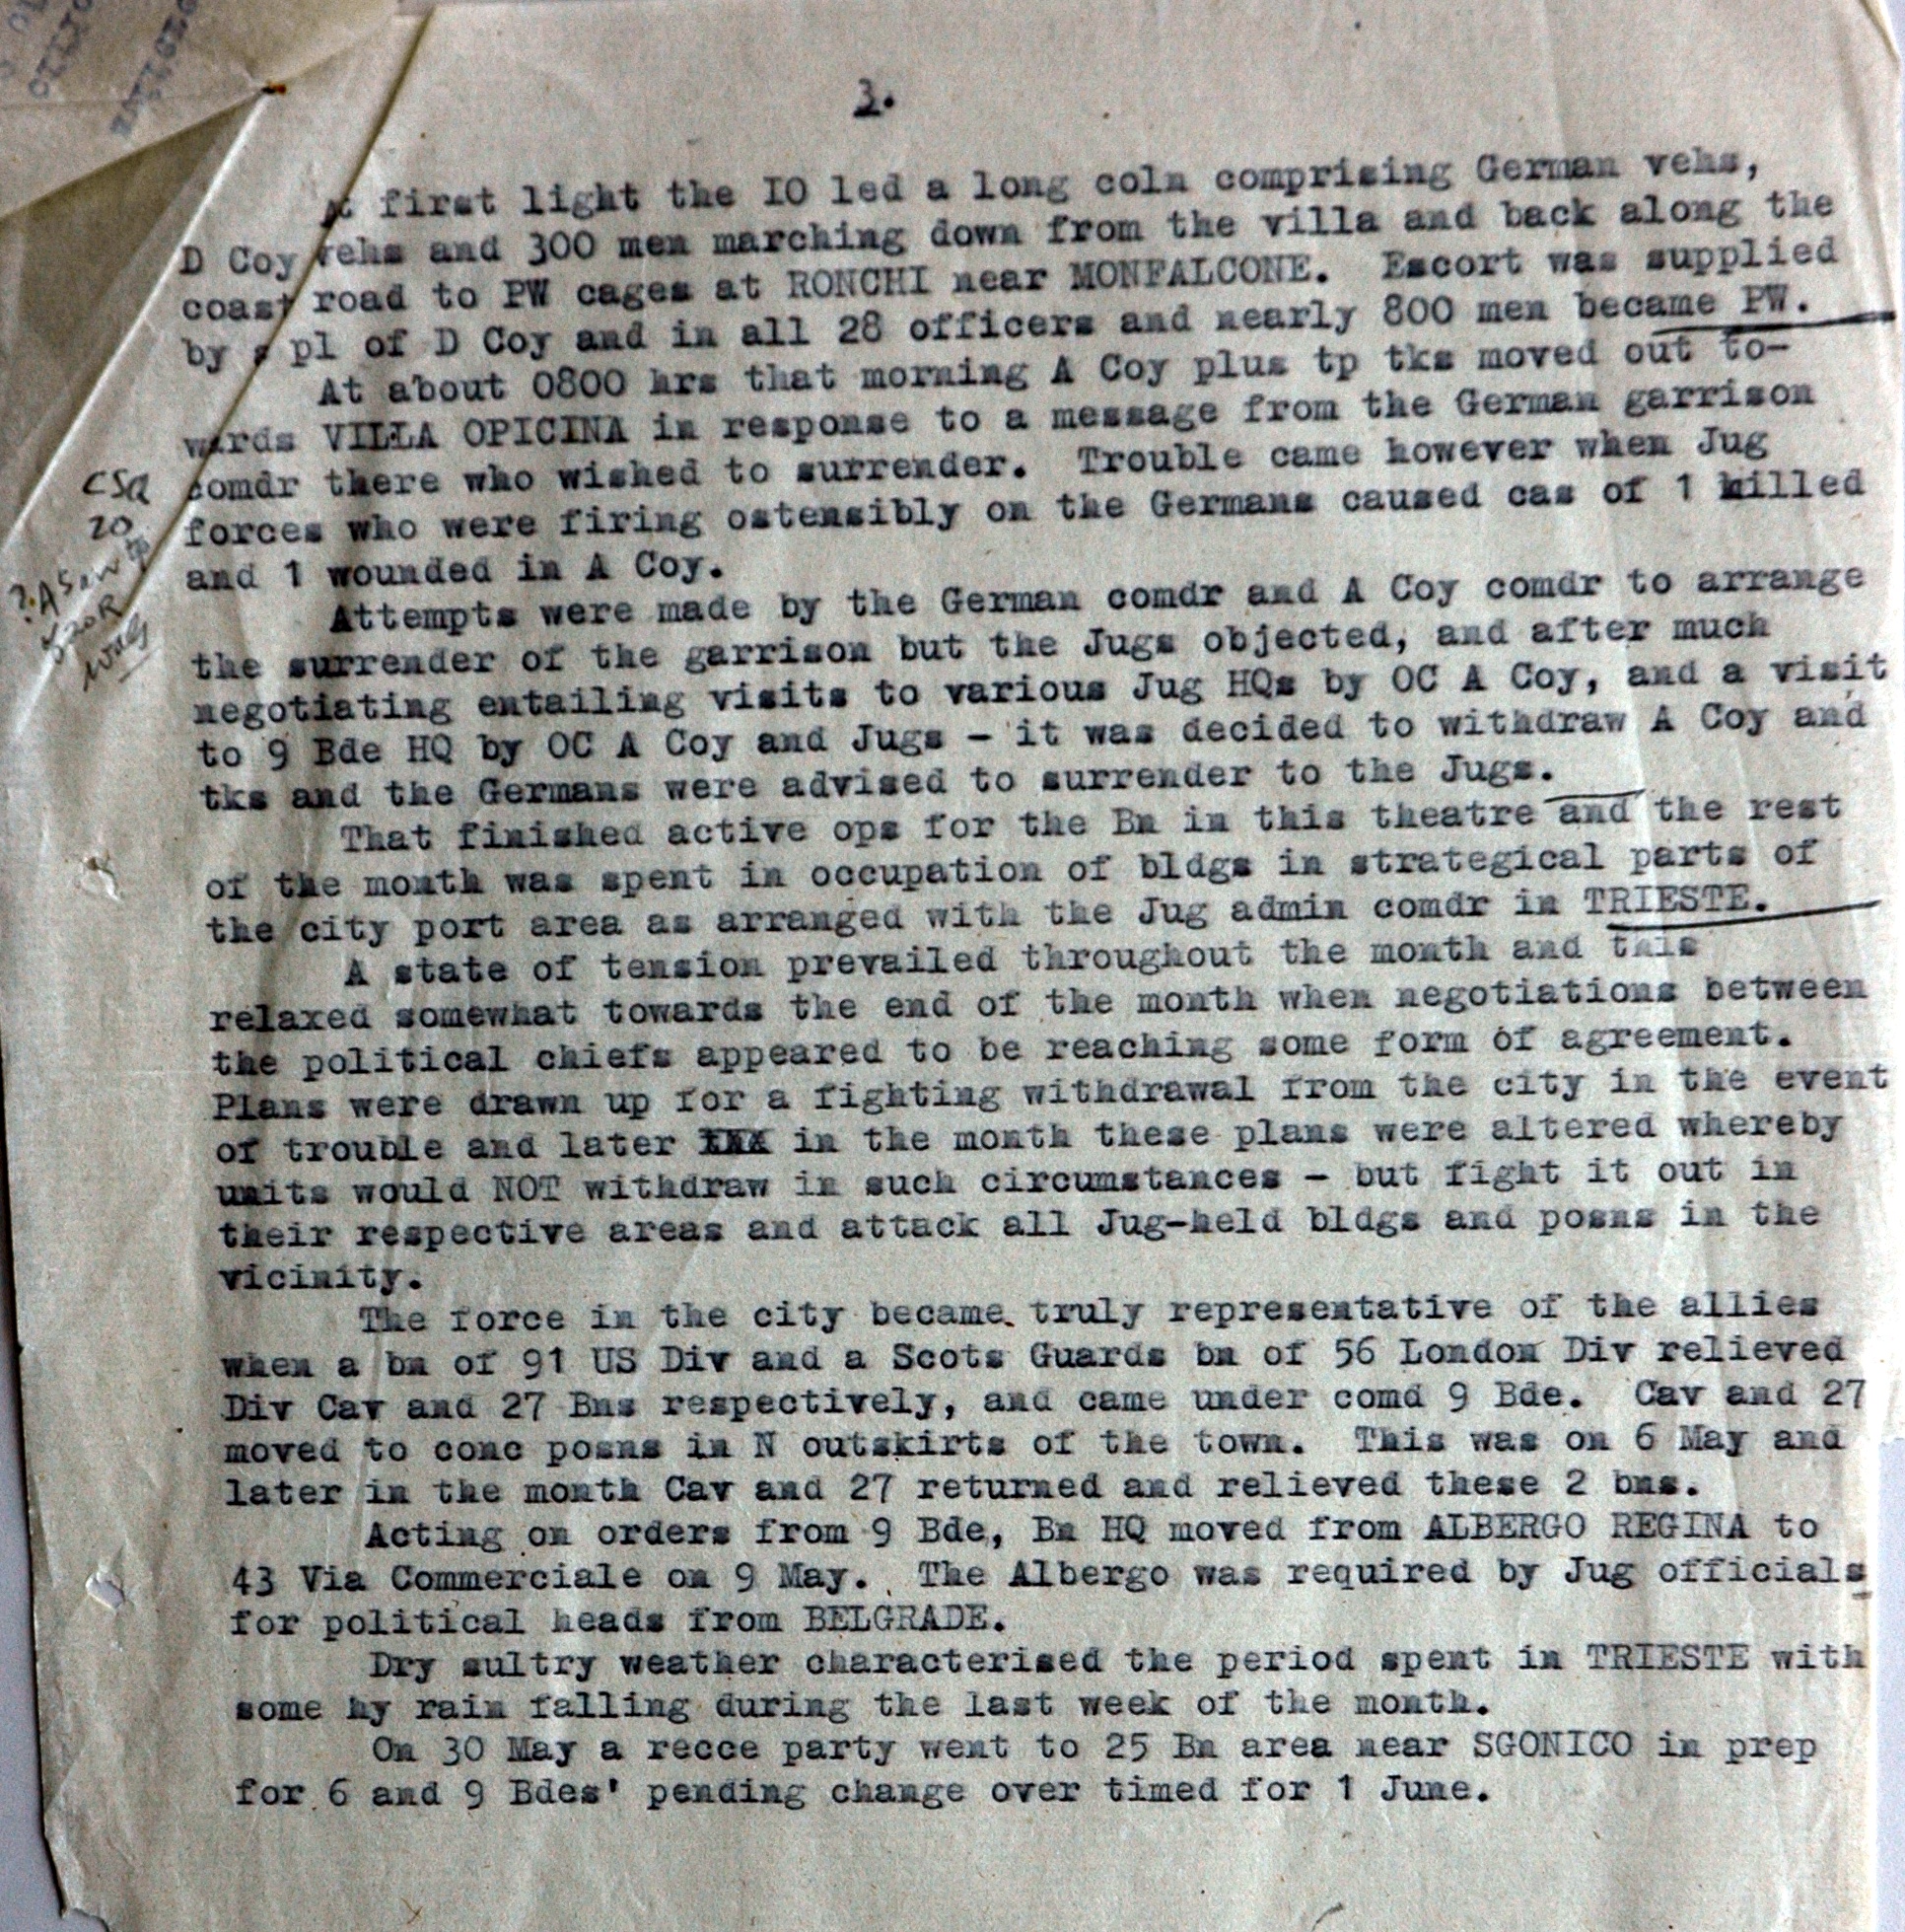 3.
At first light the IO led a long coln comprising German vehs,
D Coy vehs and 300 men marching down from the villa and back along the
coast road to PW cages at RONCHI near MONFALCONE. Escort was supplied
by a pl of D Coy and in all 28 officers and nearly 800 men became PW.
At about 0800 hrs that morning A Coy plus tp tks moved out to-
wards VILLA OPICINA in response to a message from the German garrison
comdr there who wished to surrender. Trouble came however when Jug
forces who were firing ostensibly on the Germans caused cas of 1 killed
and 1 wounded in A Coy.
Attempts were made by the German comdr and A Coy comdr to arrange
the surrender of the garrison but the Jugs objected, and after much
negotiating entailing visits to various Jug HQs by OC A Coy, and a visit
to 9 Bde HQ by OC A Coy and Jugs - it was decided to withdraw A Coy and
tks and the Germans were advised to surrender to the Jugs.
That finished active ops for the Bn in this theatre and the rest
of the month was spent in occupation of bldgs in strategical parts of
the city port area as arranged with the Jug admin comdr in TRIESTE.
A state of tension prevailed throughout the month and this
relaxed somewhat towards the end of the month when negotiations between
the political chiefs appeared to be reaching some form of agreement.
Plans were drawn up for a fighting withdrawal from the city in the event
of trouble and later in the month these plans were altered whereby
units would NOT withdraw in such circumstances - but fight it out in
their respective areas and attack all Jug-held bldgs and posns in the
vicinity.
The force in the city became truly representative of the allies
when a bn of 91 US Div and a Scots Guards bn of 56 London Div relieved
Div Cav and 27 Bns respectively, and came under comd 9 Bde. Cav and 27
moved to conc posns in N outskirts of the town. This was on 6 May and
later in the month Cav and 27 returned and relieved these 2 bns.
Acting on orders from 9 Bde, Bn HQ moved from ALBERGO REGINA to
43 Via Commerciale on 9 May. The Albergo was required by Jug officials
for political heads from BELGRADE.
Dry sultry weather characterised the period spent in TRIESTE with
some hy rain falling during the last week of the month.
On 30 May a recce party went to 25 Bn area near SGONICO in prep
for 6 and 9 Bdes' pending change over timed for 1 June.